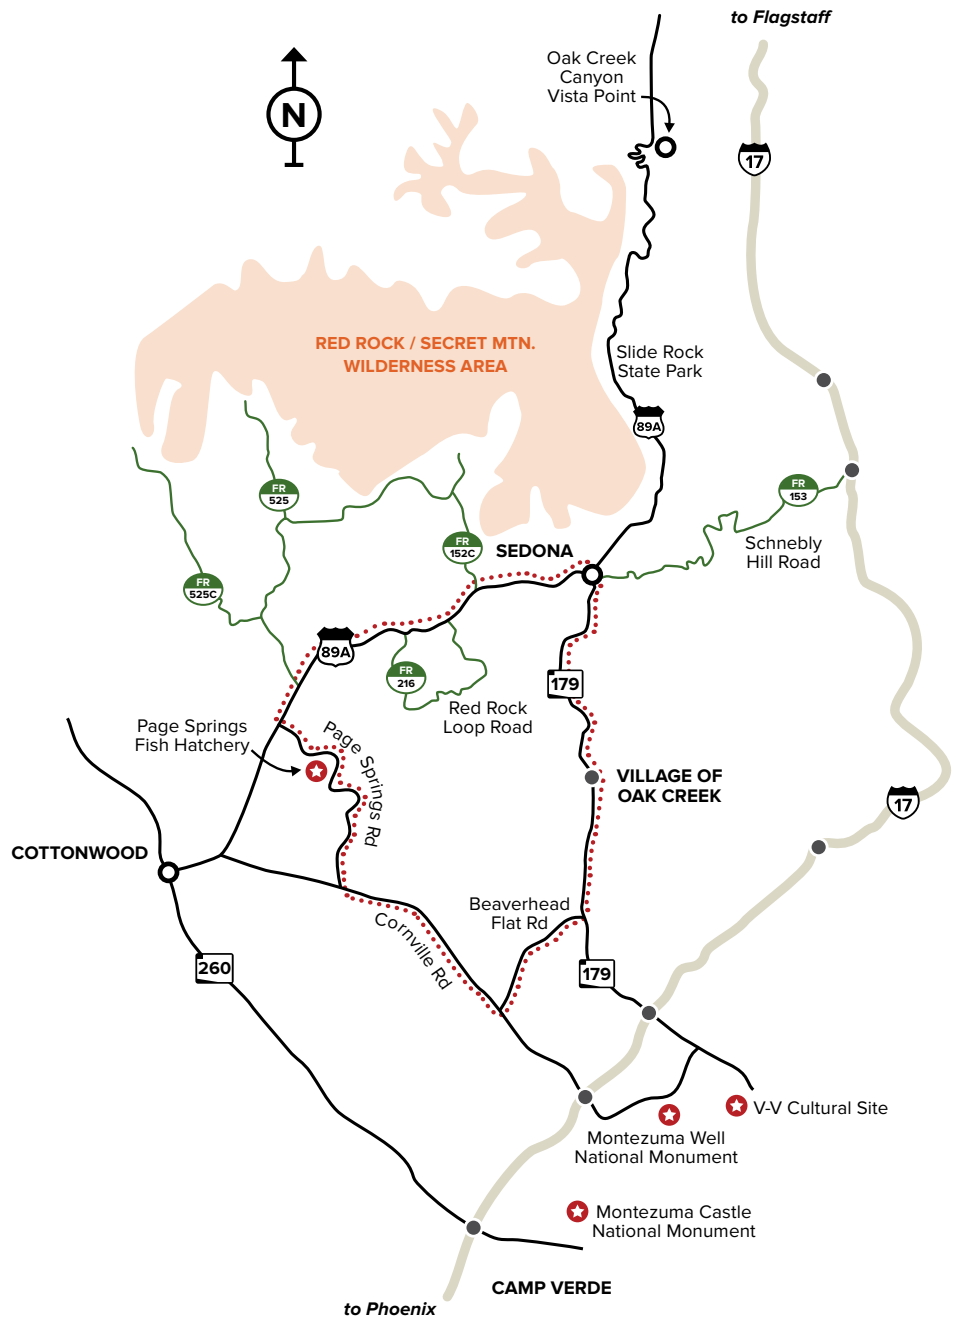 to Flagstaff
Oak Creek
Canyon
Vista Point
N
17
RED ROCK / SECRET MTN.
WILDERNESS AREA
Slide Rock
State Park
89A
FR
525
FR
153
SEDONA
FR
152C
Schnebly
Hill Road
FR
525C
89A
FR
216
179
Red Rock
Loop Road
Page Springs
Fish Hatchery
Page Springs Rd
VILLAGE OF
OAK CREEK
17
COTTONWOOD
Beaverhead
Flat Rd
Cornville Rd
260
179
V-V Cultural Site
Montezuma Well
National Monument
Montezuma Castle
National Monument
CAMP VERDE
to Phoenix